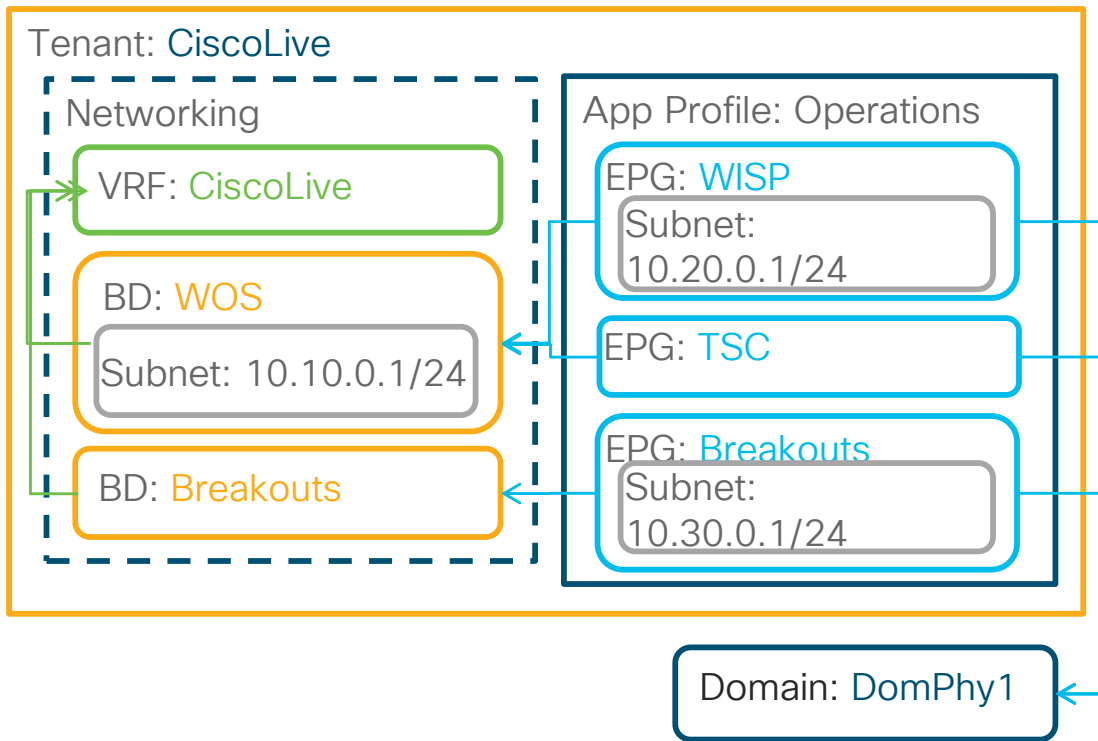 Tenant: CiscoLive
Networking
VRF: CiscoLive
BD: WOS
Subnet: 10.10.0.1/24
BD: Breakouts
App Profile: Operations
EPG: WISP
Subnet:
10.20.0.1/24
EPG: TSC
EPG: Breakouts
Subnet:
10.30.0.1/24
Domain: DomPhy1